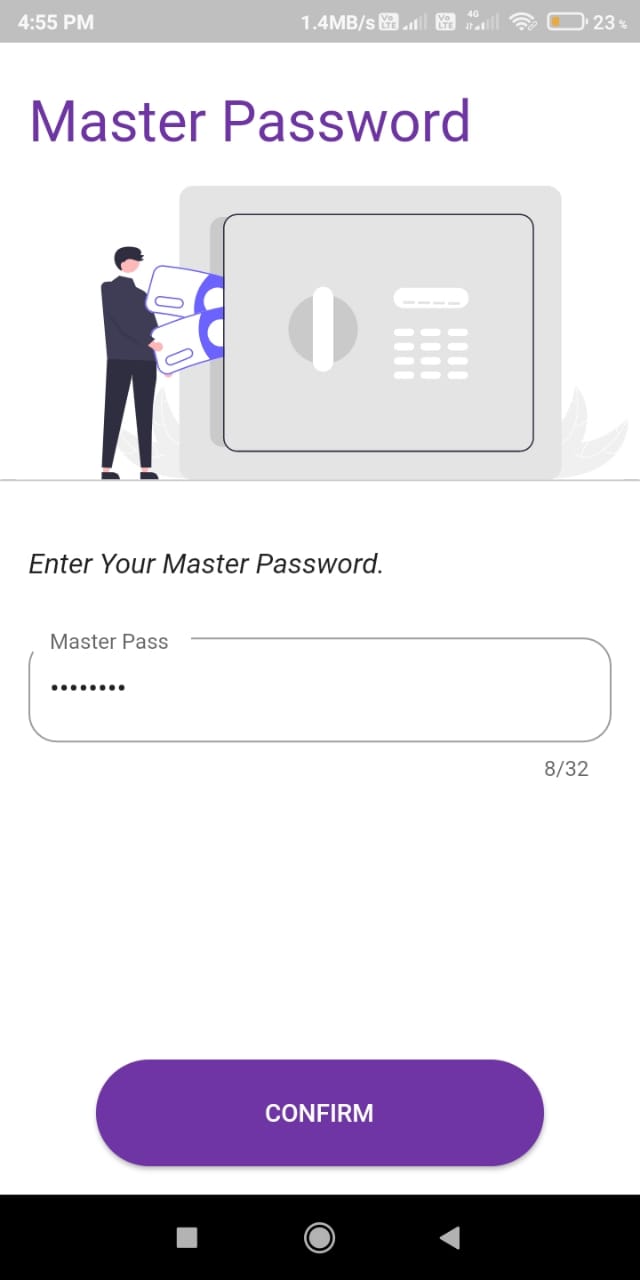 4:55 PM 1.4MB/s Vo LTE Vo LTE 4G 23 %
Master Password
Enter Your Master Password.
Master Pass
••••••••
8/32
CONFIRM